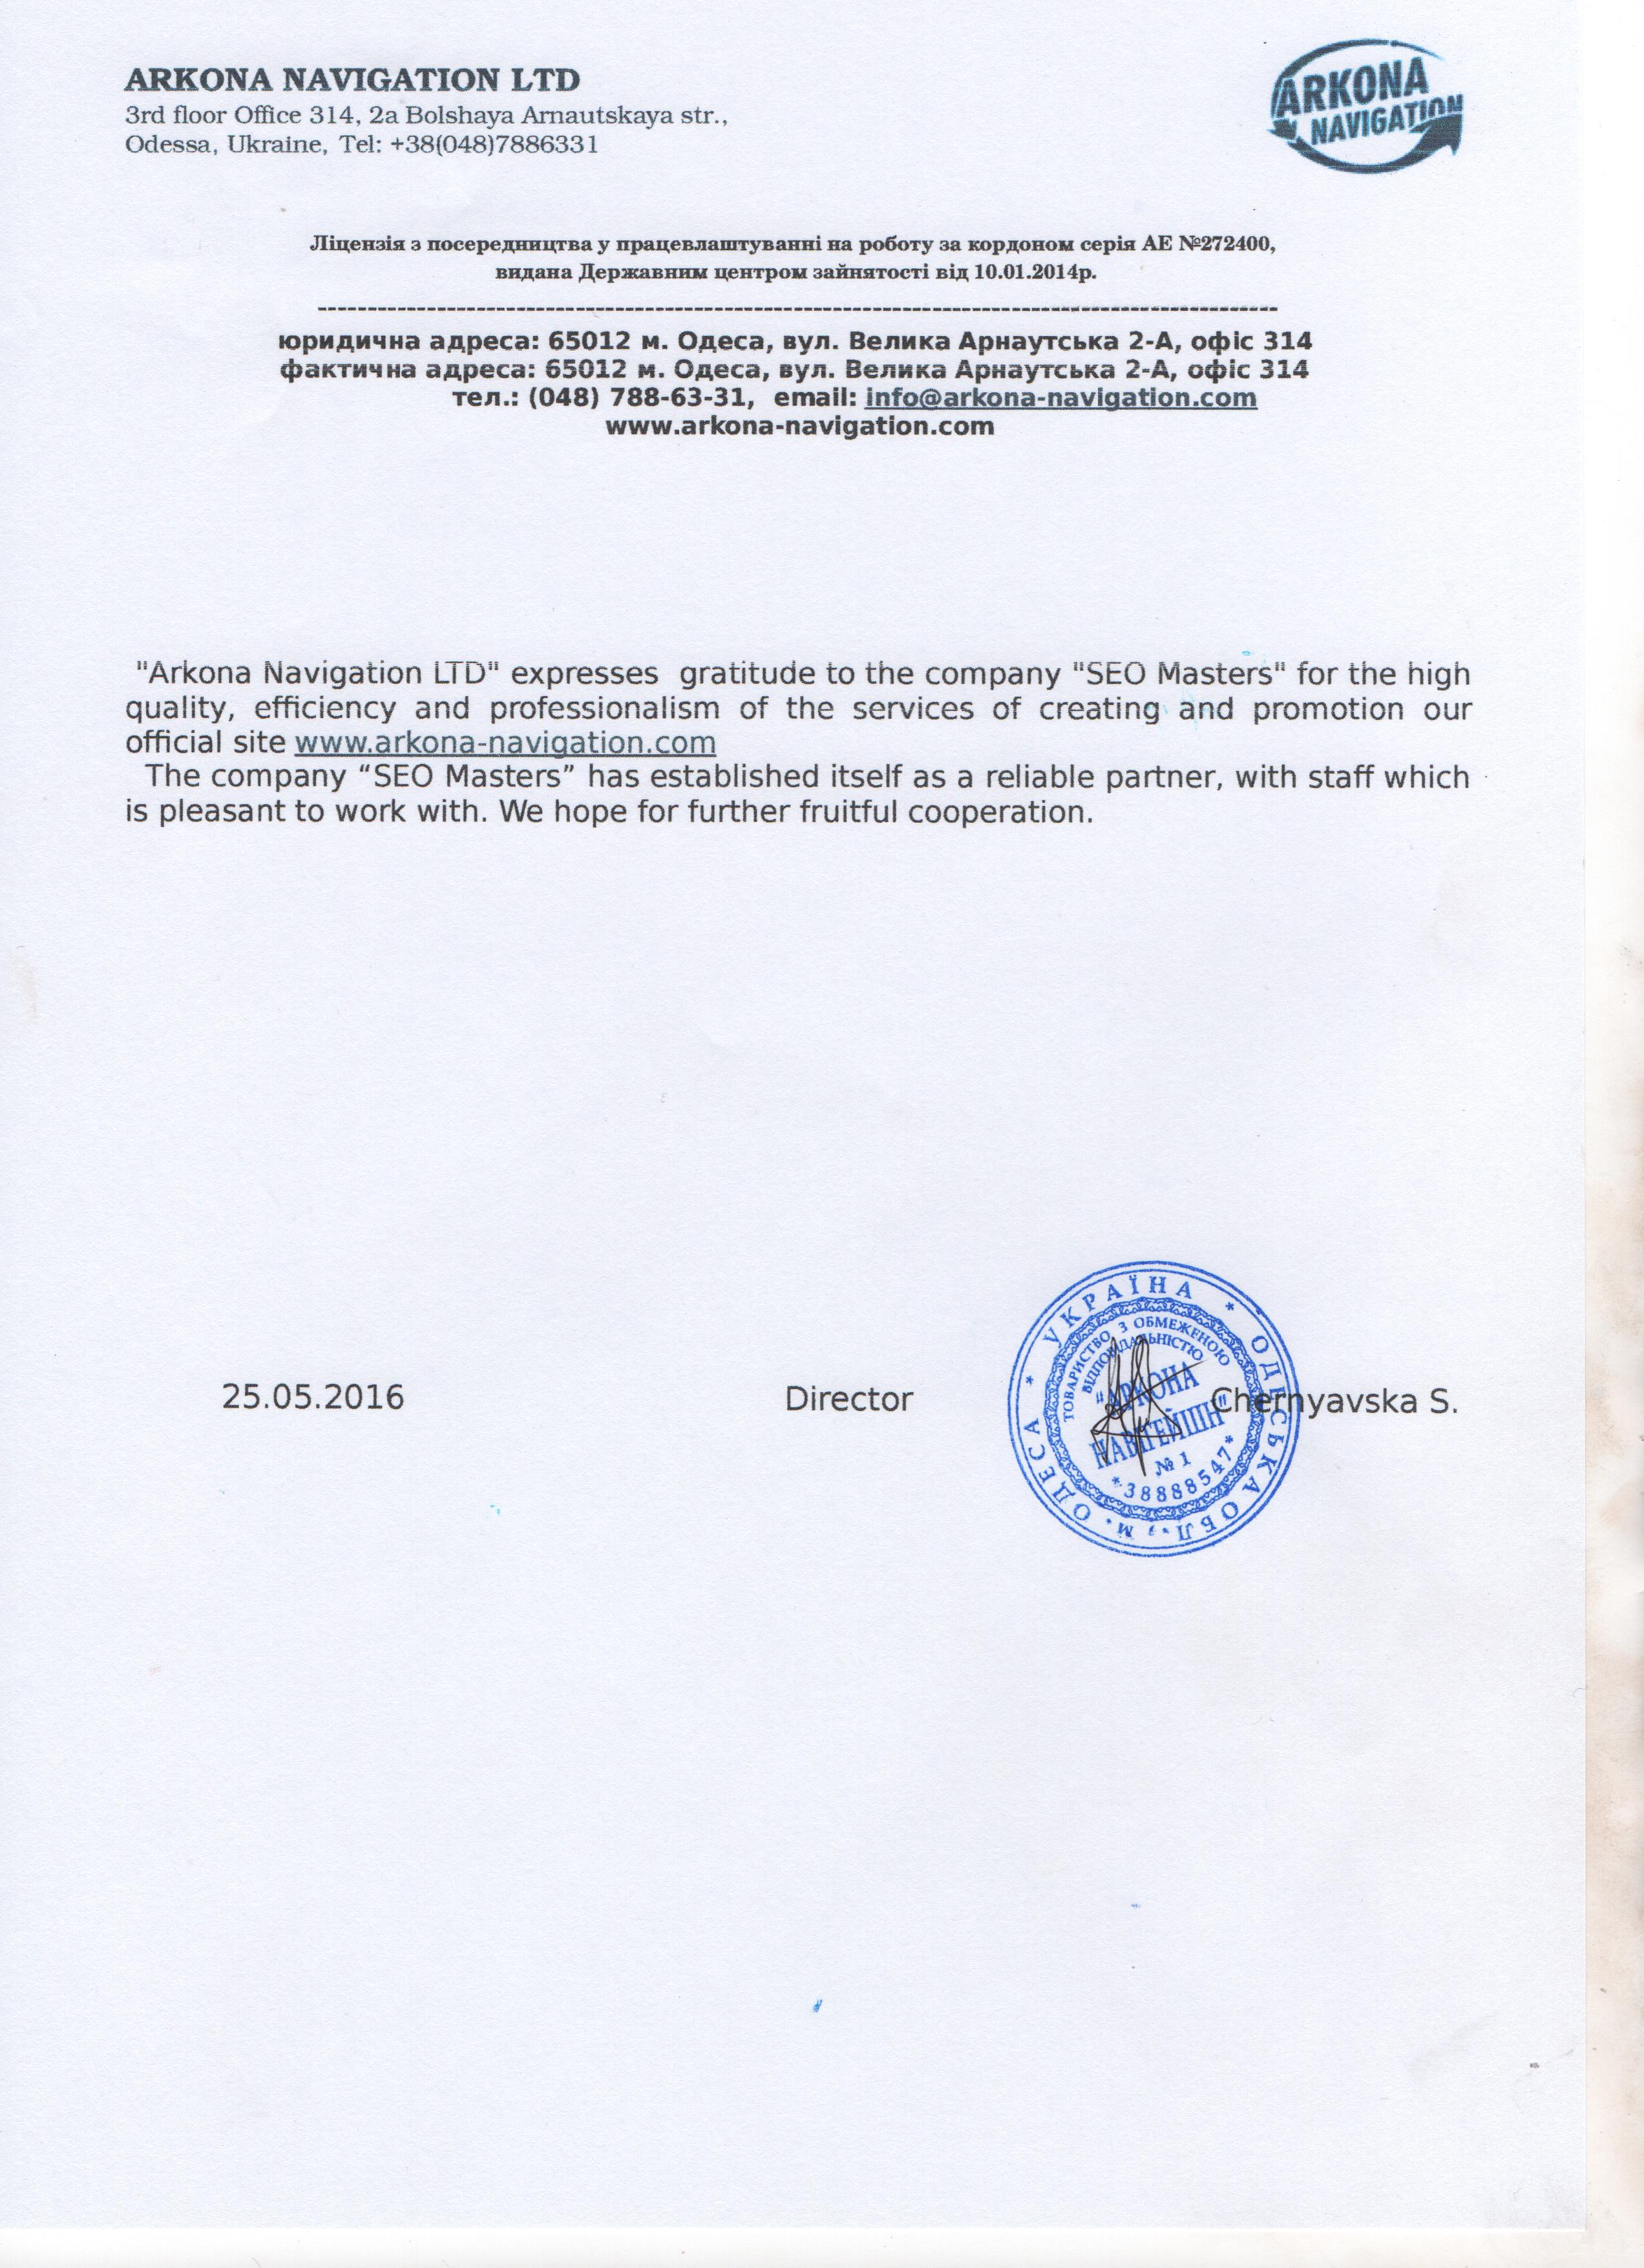 ARKONA NAVIGATION LTD
3rd floor Office 314, 2a Bolshaya Arnautskaya str.,
Odessa, Ukraine, Tel: +38(048)7886331
ARKONA
NAVIGATION
Ліцензія з посередництва у працевлаштуванні на роботу за кордоном серія АЕ №272400,
видана Державним центром зайнятості від 10.01.2014р.
------------------------------------------------------------------------------------------------
юридична адреса: 65012 м. Одеса, вул. Велика Арнаутська 2-А, офіс 314
фактична адреса: 65012 м. Одеса, вул. Велика Арнаутська 2-А, офіс 314
тел.: (048) 788-63-31,  email: info@arkona-navigation.com
www.arkona-navigation.com
"Arkona Navigation LTD" expresses  gratitude to the company "SEO Masters" for the high
quality, efficiency and professionalism of the services of creating and promotion our
official site www.arkona-navigation.com
The company “SEO Masters” has established itself as a reliable partner, with staff which
is pleasant to work with. We hope for further fruitful cooperation.
25.05.2016 Director Chernyavska S.
* УКРАЇНА * ОДЕСЬКА ОБЛ., м. ОДЕСА
ТОВАРИСТВО З ОБМЕЖЕНОЮ
ВІДПОВІДАЛЬНІСТЮ
"АРКОНА
НАВІГЕЙШН"
№ 1
*38888547*